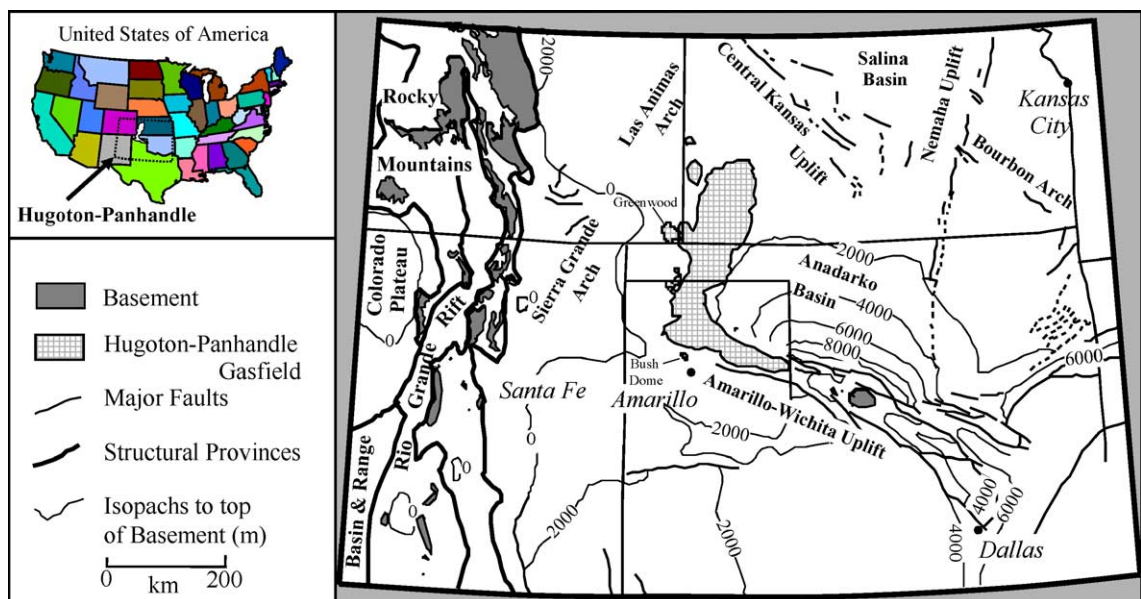 United States of America
Hugoton-Panhandle
Basement
Hugoton-Panhandle
Gasfield
Major Faults
Structural Provinces
Isopachs to top
of Basement (m)
0 200
km
Rocky
Mountains
Colorado
Plateau
Basin & Range
Rio
Grande
Rift
Sierra Grande
Arch
Las Animas
Arch
Central Kansas
Uplift
Salina
Basin
Nemaha Uplift
Bourbon Arch
Kansas
City
Greenwood
Anadarko
Basin
Bush
Dome
Amarillo
Santa Fe
Amarillo-Wichita Uplift
Dallas
2000
0
0
0
0
0
0
2000
4000
6000
8000
6000
2000
2000
2000
4000
4000
6000